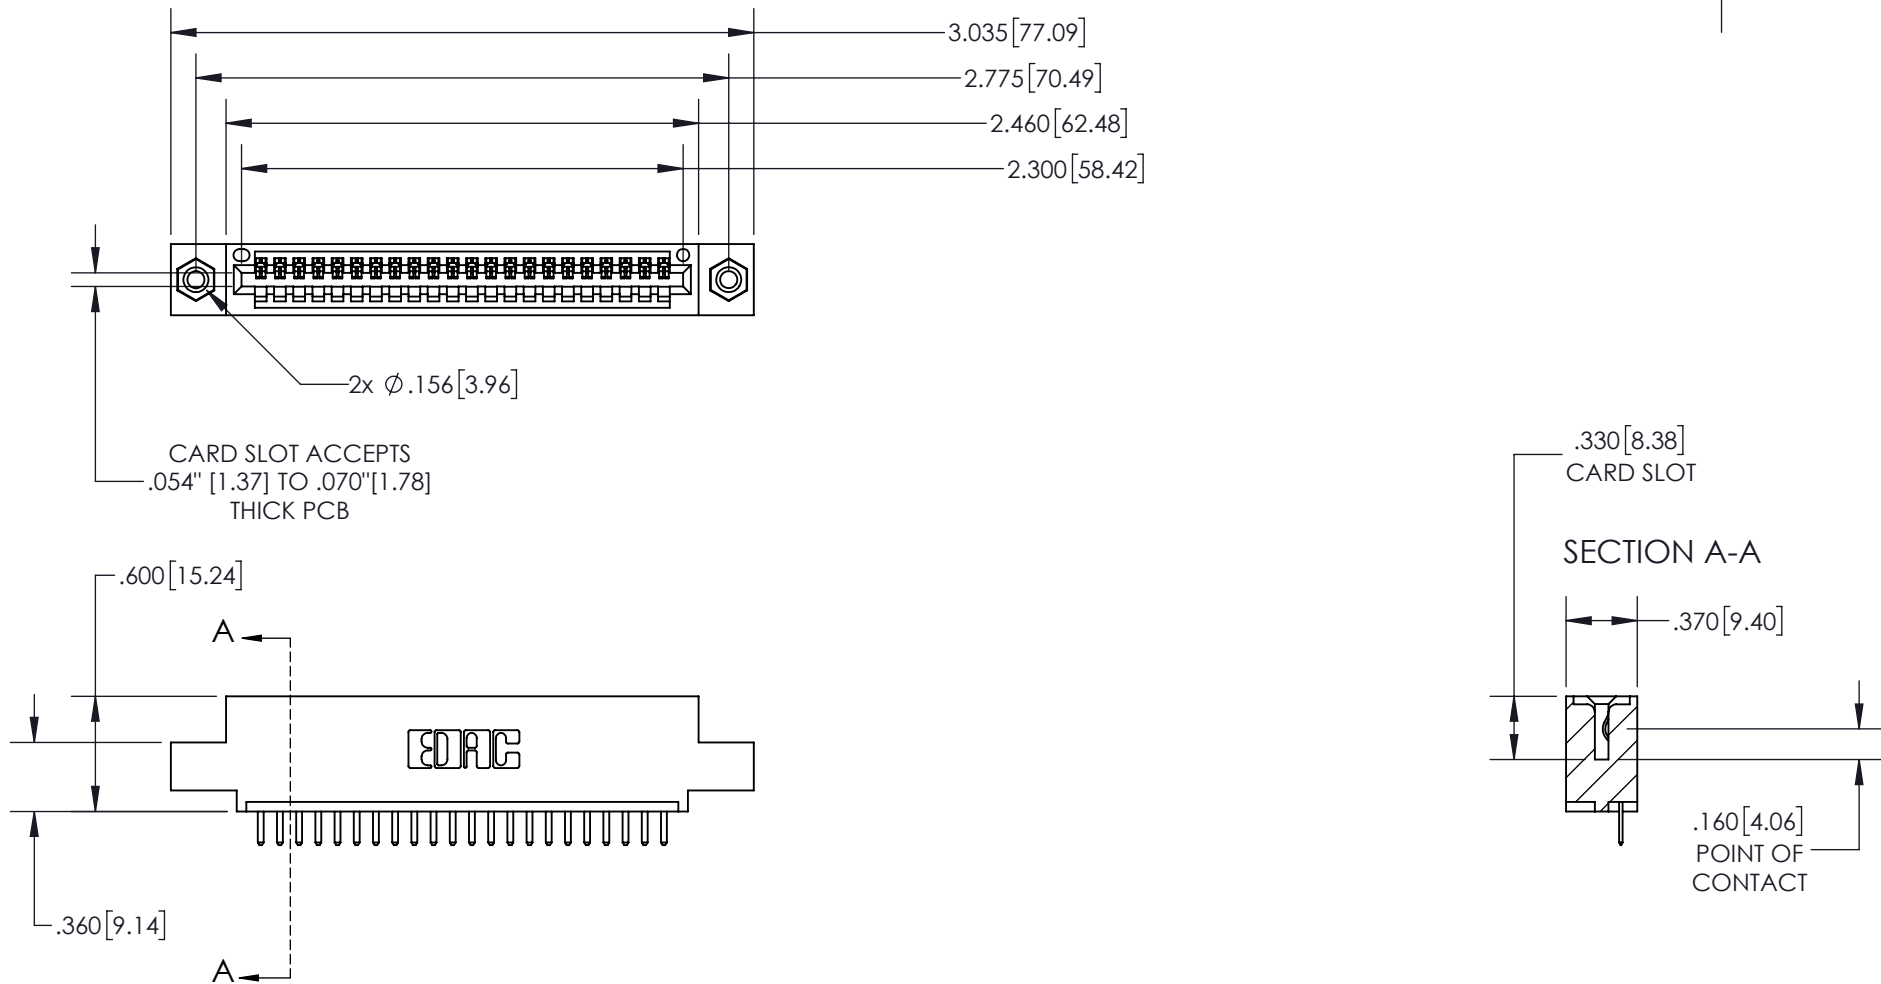 3.035[77.09]
2.775[70.49]
2.460[62.48]
2.300[58.42]
2x Ø.156[3.96]
CARD SLOT ACCEPTS
.054" [1.37] TO .070"[1.78]
THICK PCB
.330[8.38]
CARD SLOT
SECTION A-A
.600[15.24]
A
.370[9.40]
EDAC
.160[4.06]
POINT OF
CONTACT
.360[9.14]
A